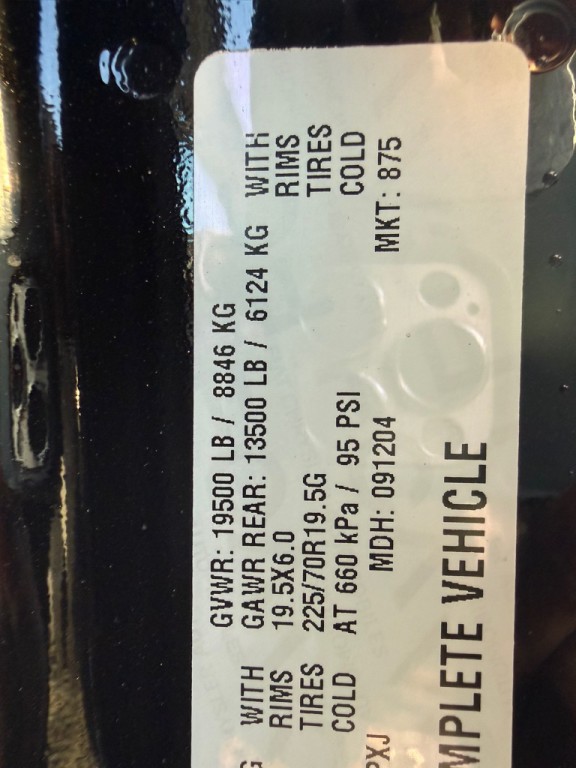 GVWR: 19500 LB / 8846 KG
WITH GAWR REAR: 13500 LB / 6124 KG WITH
RIMS 19.5X6.0 RIMS
TIRES 225/70R19.5G TIRES
COLD AT 660 kPa / 95 PSI COLD
PXJ MDH: 091204 MKT: 875
MPLETE VEHICLE